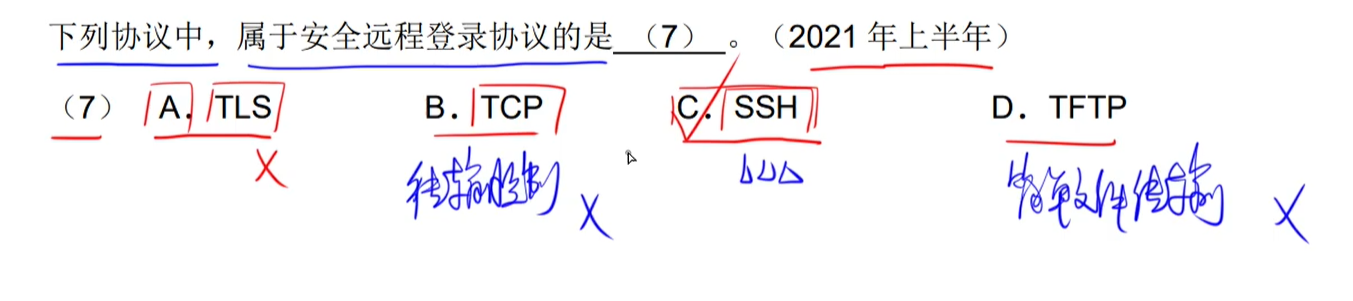 下列协议中，属于安全远程登录协议的是（7）。（2021 年上半年）
（7） A．TLS B．TCP C．SSH D．TFTP
传输控制 简单文件传输